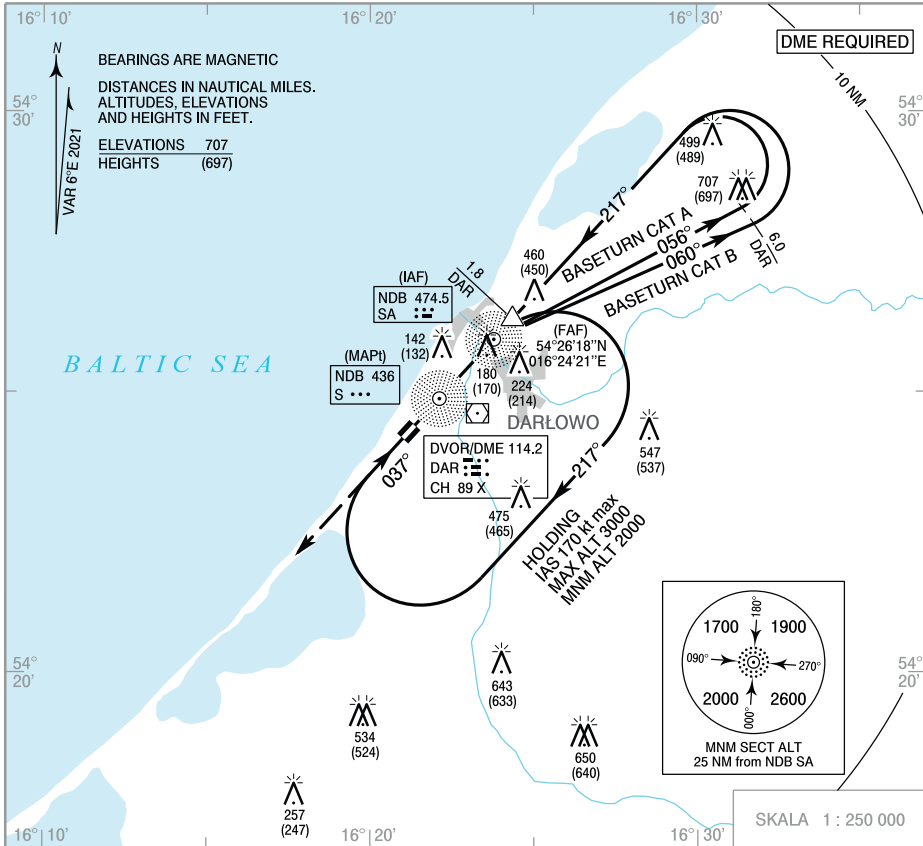 16° 10'
16° 20'
16° 30'
DME REQUIRED
N
BEARINGS ARE MAGNETIC
DISTANCES IN NAUTICAL MILES.
ALTITUDES, ELEVATIONS
AND HEIGHTS IN FEET.
ELEVATIONS 707
HEIGHTS (697)
VAR 6°E 2021
10 NM
54°
30'
54°
30'
499
(489)
707
(697)
217°
BASETURN CAT A
056°
060°
BASETURN CAT B
6.0
DAR
460
(450)
1.8
DAR
(IAF)
NDB 474.5
SA
142
(132)
(FAF)
54°26'18"N
016°24'21"E
BALTIC SEA
(MAPt)
NDB 436
S
180
(170)
224
(214)
DARŁOWO
547
(537)
DVOR/DME 114.2
DAR
CH 89 X
037°
217°
475
(465)
HOLDING
IAS 170 kt max
MAX ALT 3000
MNM ALT 2000
1700
180°
1900
090°
270°
2000
000°
2600
MNM SECT ALT
25 NM from NDB SA
54°
20'
54°
20'
643
(633)
534
(524)
650
(640)
257
(247)
SKALA 1 : 250 000
16° 10'
16° 20'
16° 30'